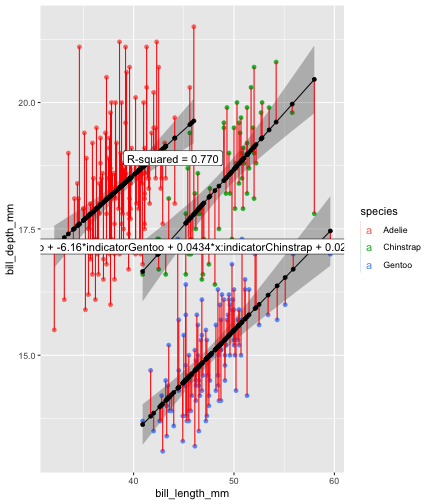 20.0
R-squared = 0.770
17.5
+ -6.16*indicatorGentoo + 0.0434*x:indicatorChinstrap + 0.02
15.0
bill_depth_mm
40
50
60
bill_length_mm
species
a Adelie
a Chinstrap
a Gentoo